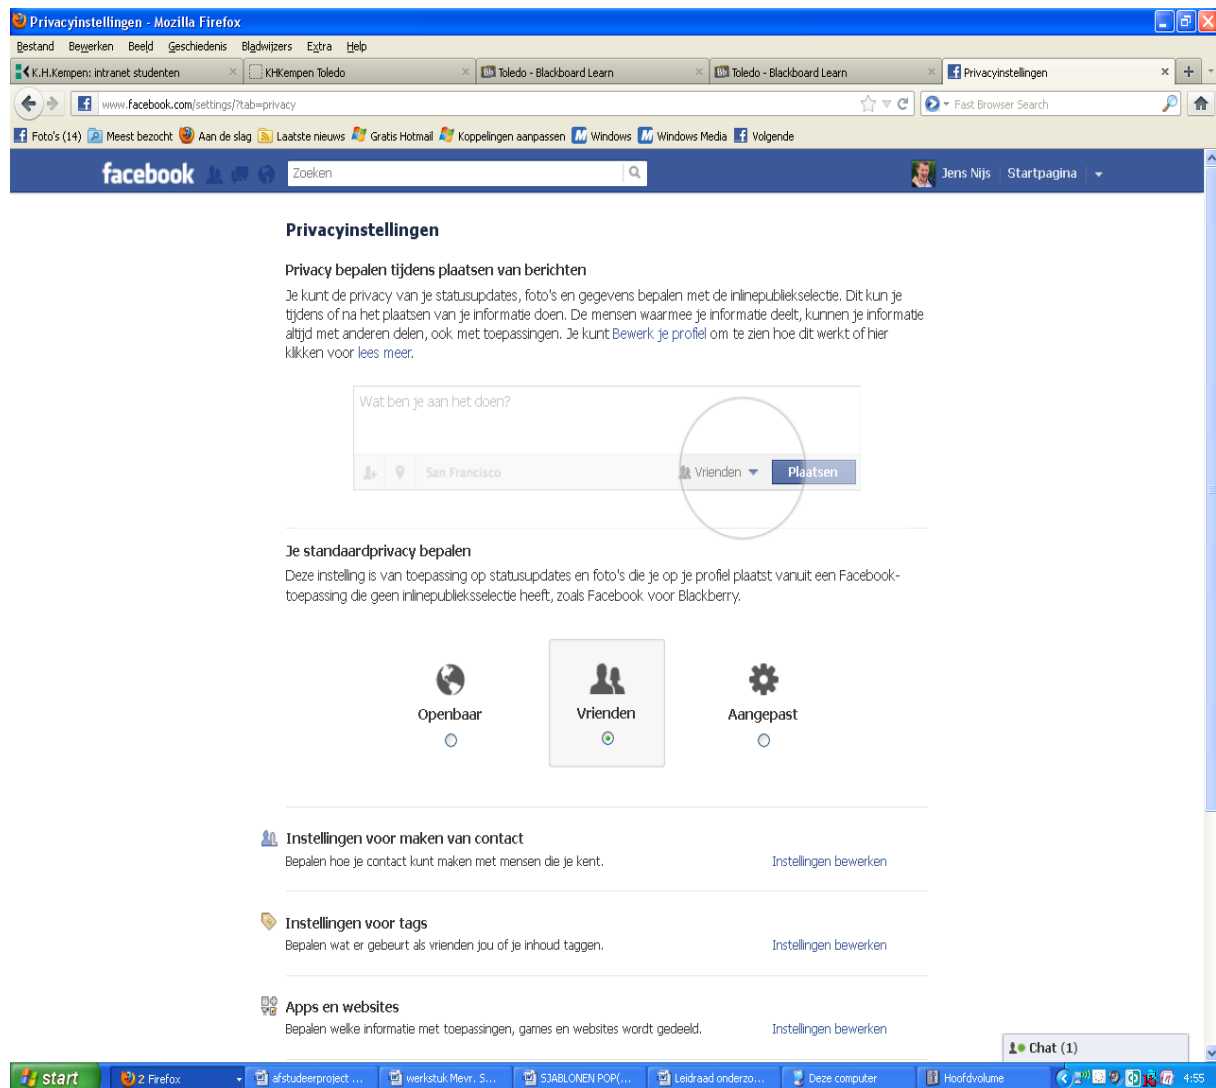 Privacyinstellingen - Mozilla Firefox
Bestand Bewerken Beeld Geschiedenis Bladwijzers Extra Help
K.H.Kempen: intranet studenten × KHKempen Toledo × Bb Toledo - Blackboard Learn × Bb Toledo - Blackboard Learn × Privacyinstellingen ×
www.facebook.com/settings/?tab=privacy Fast Browser Search
Foto's (14) Meest bezocht Aan de slag Laatste nieuws Gratis Hotmail Koppelingen aanpassen Windows Windows Media Volgende
facebook Zoeken Jens Nijs Startpagina
Privacyinstellingen
Privacy bepalen tijdens plaatsen van berichten
Je kunt de privacy van je statusupdates, foto's en gegevens bepalen met de inlinepubliekselectie. Dit kun je
tijdens of na het plaatsen van je informatie doen. De mensen waarmee je informatie deelt, kunnen je informatie
altijd met anderen delen, ook met toepassingen. Je kunt Bewerk je profiel om te zien hoe dit werkt of hier
klikken voor lees meer.
Wat ben je aan het doen?
San Francisco Vrienden Plaatsen
Je standaardprivacy bepalen
Deze instelling is van toepassing op statusupdates en foto's die je op je profiel plaatst vanuit een Facebook-
toepassing die geen inlinepublieksselectie heeft, zoals Facebook voor Blackberry.
Openbaar Vrienden Aangepast
Instellingen voor maken van contact
Bepalen hoe je contact kunt maken met mensen die je kent. Instellingen bewerken
Instellingen voor tags
Bepalen wat er gebeurt als vrienden jou of je inhoud taggen. Instellingen bewerken
Apps en websites
Bepalen welke informatie met toepassingen, games en websites wordt gedeeld. Instellingen bewerken
Chat (1)
start 2 Firefox afstudeerproject ... werkstuk Mevr. S... SJABLONEN POP(... Leidraad onderzo... Deze computer Hoofdvolume 4:55